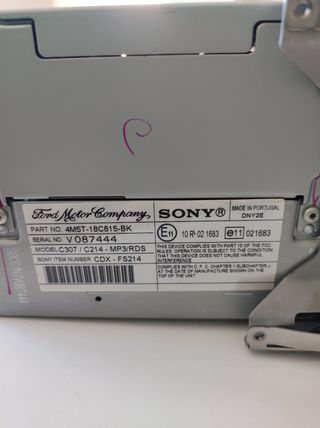 P
Ford Motor Company
SONY®
MADE IN PORTUGAL
DNY2E
PART NO. 4M5T-18C815-BK
SERIAL NO. V087444
MODEL C307 / C214 - MP3/RDS
SONY ITEM NUMBER CDX - FS214
E11 10 R- 02 1683
e11 021683
THIS DEVICE COMPLIES WITH PART 15 OF THE FCC
RULES. OPERATION IS SUBJECT TO THE CONDITION
THAT THIS DEVICE DOES NOT CAUSE HARMFUL
INTERFERENCE
COMPLIES WITH C.F.C. CHAPTER 1 SUBCHAPTER J
AT THE DATE OF MANUFACTURE SHOWN ON THE
TOP OF THE UNIT